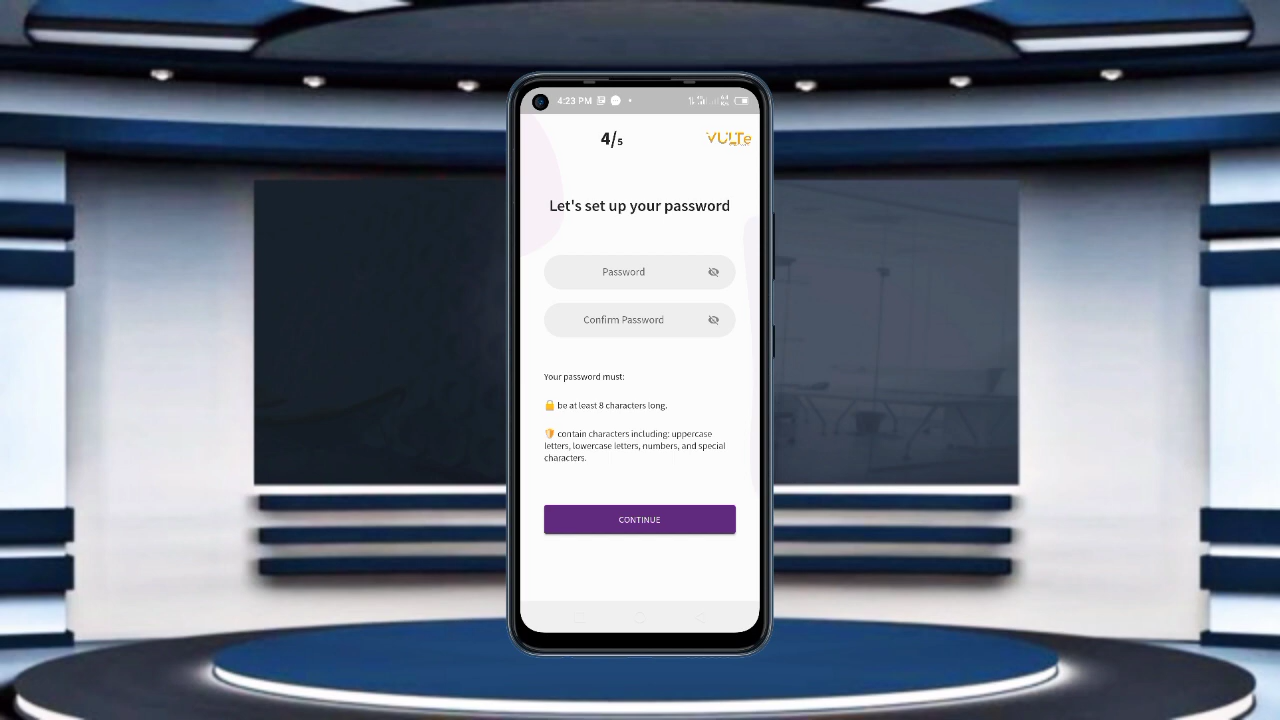 4:23 PM
4/5
VULTe
Let's set up your password
Password
Confirm Password
Your password must:
🔒 be at least 8 characters long.
🛡️ contain characters including: uppercase
letters, lowercase letters, numbers, and special
characters.
CONTINUE